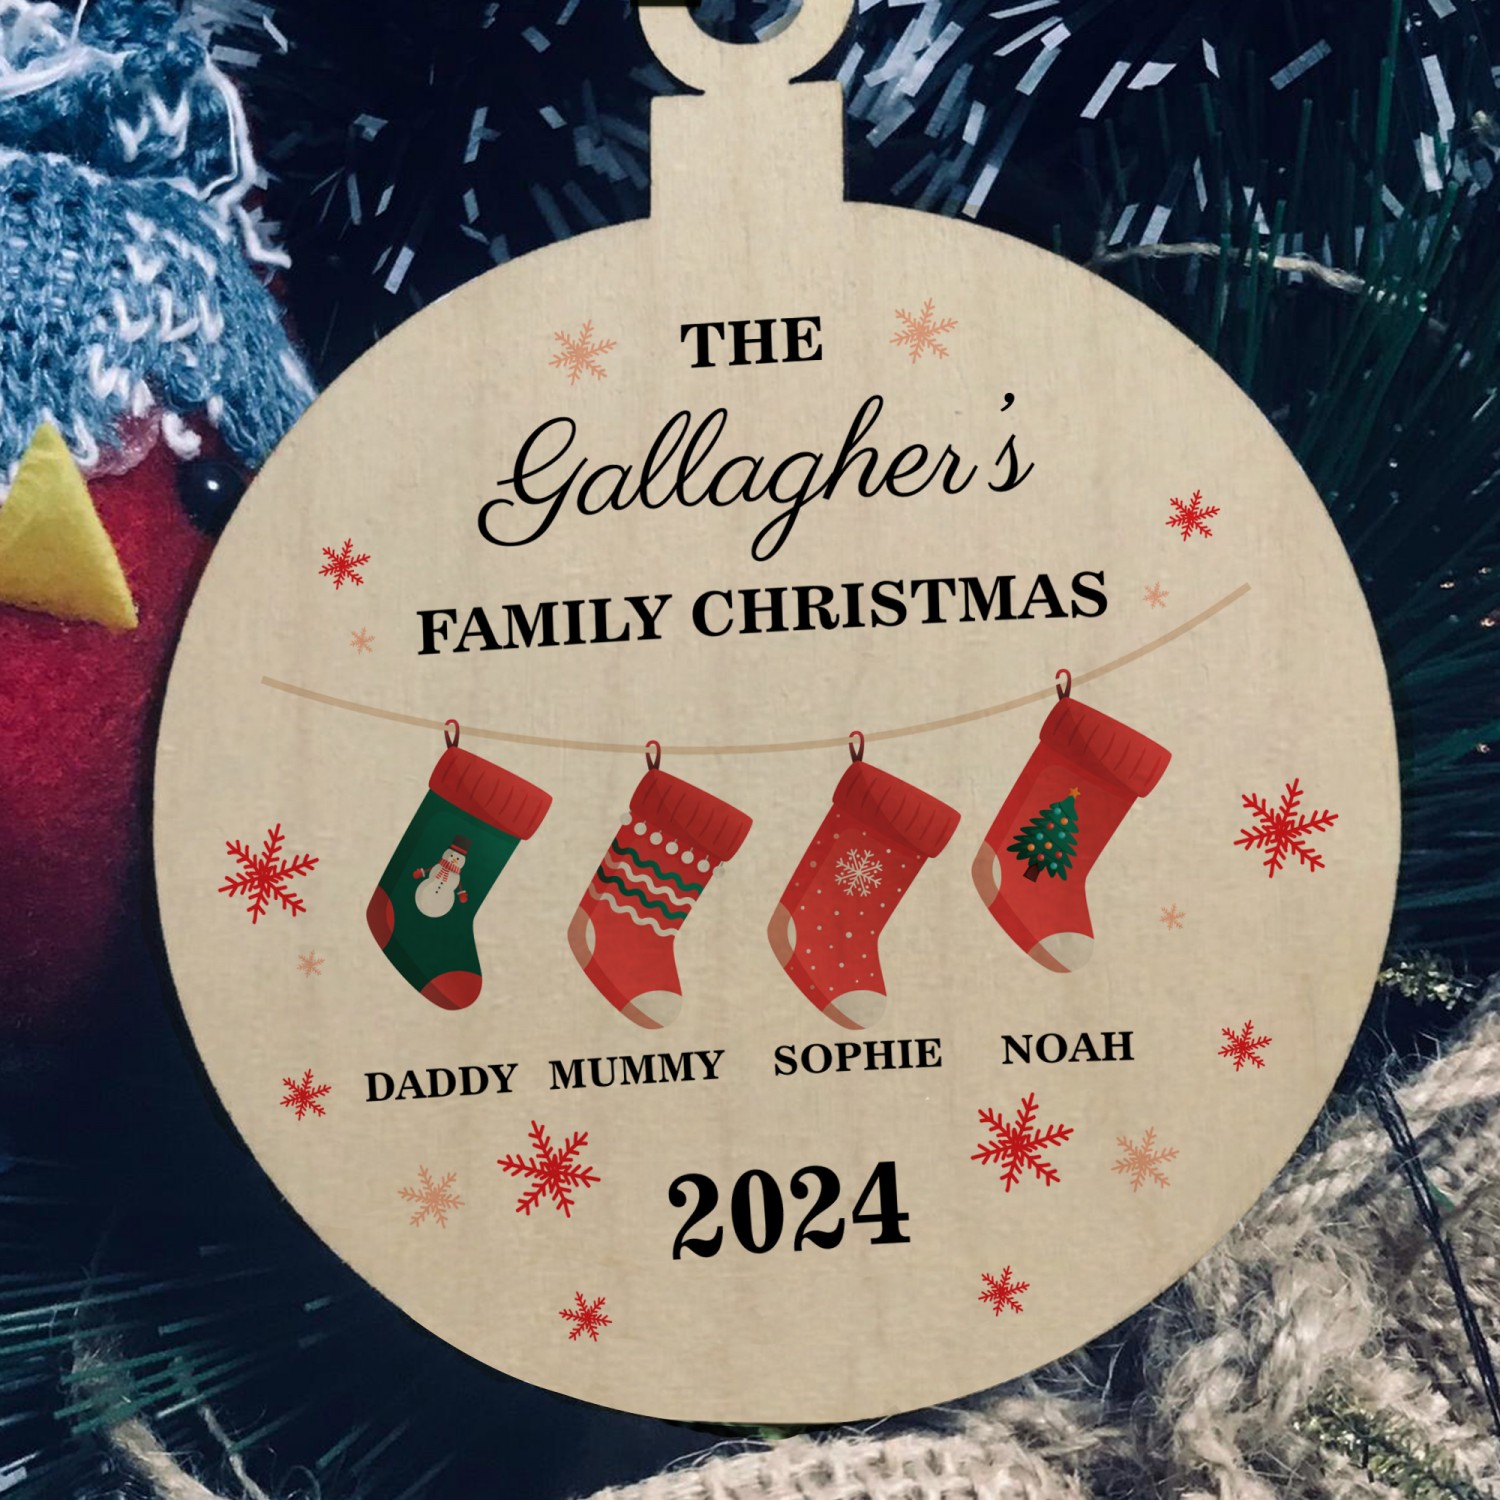 THE
Gallagher's
FAMILY CHRISTMAS
DADDY MUMMY SOPHIE NOAH
2024